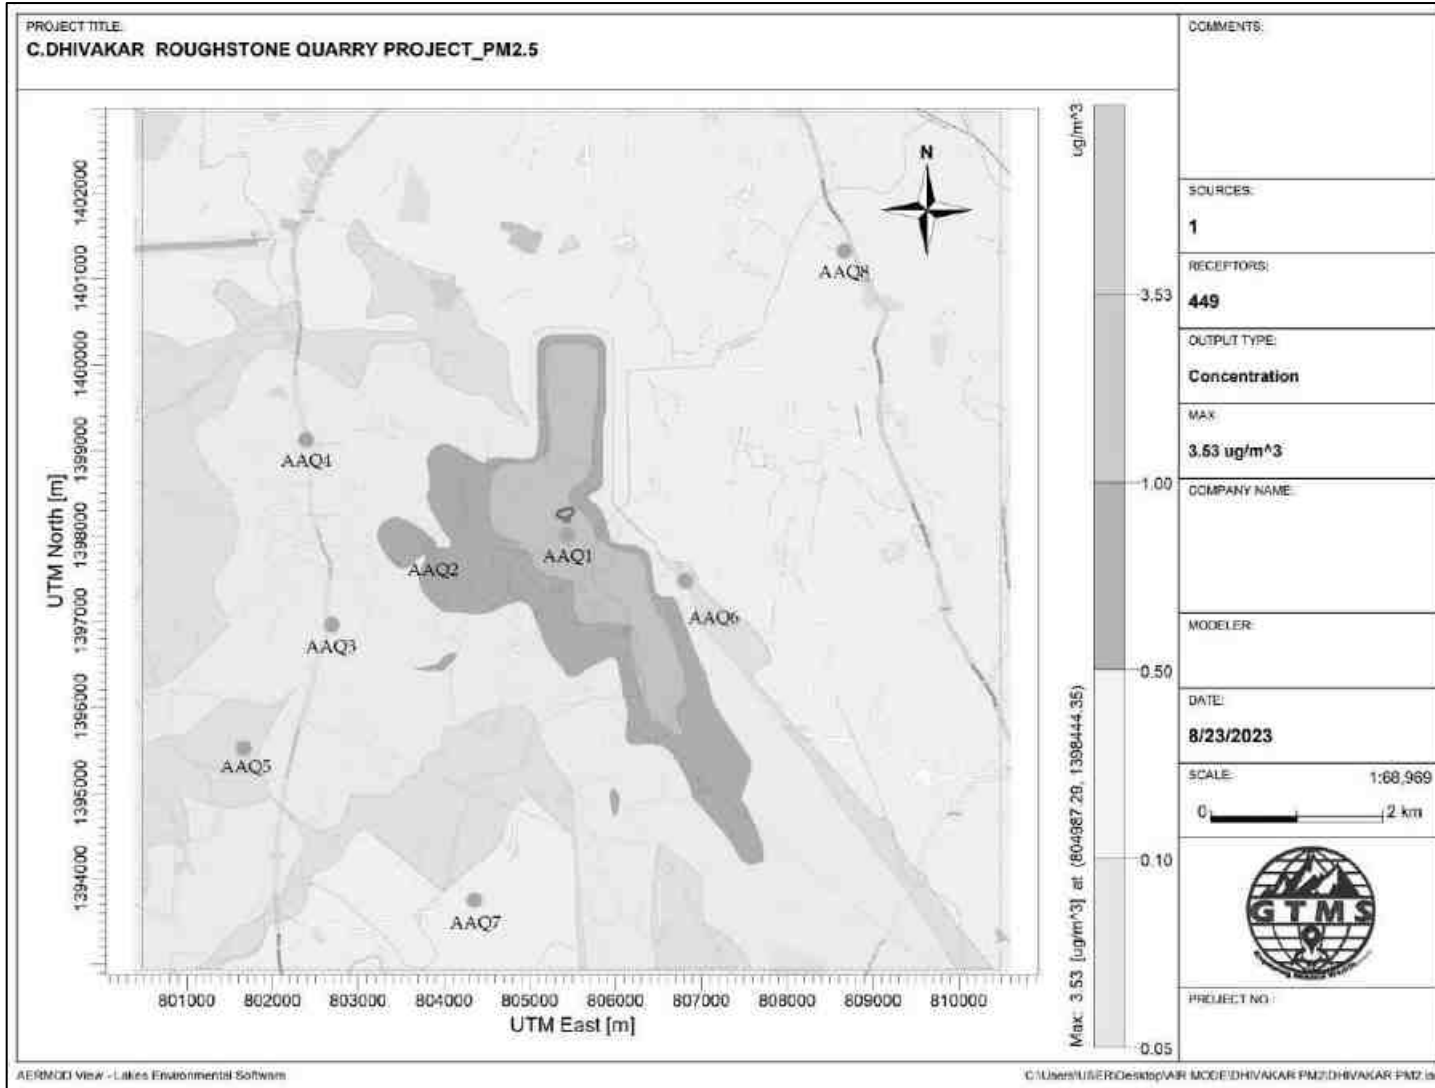 PROJECT TITLE:
C.DHIVAKAR ROUGHSTONE QUARRY PROJECT_PM2.5
COMMENTS:
SOURCES:
1
RECEPTORS:
449
OUTPUT TYPE:
Concentration
MAX:
3.53 ug/m^3
COMPANY NAME:
MODELER:
DATE:
8/23/2023
SCALE:
1:68,969
0
2 km
GTMS
PROJECT NO.:
N
AAQ8
AAQ4
AAQ1
AAQ2
AAQ6
AAQ3
AAQ5
AAQ7
UTM North [m]
1402000
1401000
1400000
1399000
1398000
1397000
1396000
1395000
1394000
801000 802000 803000 804000 805000 806000 807000 808000 809000 810000
UTM East [m]
ug/m^3
3.53
1.00
0.50
0.10
0.05
Max: 3.53 [ug/m^3] at (804987.29, 1398444.35)
AERMOD View - Lakes Environmental Software